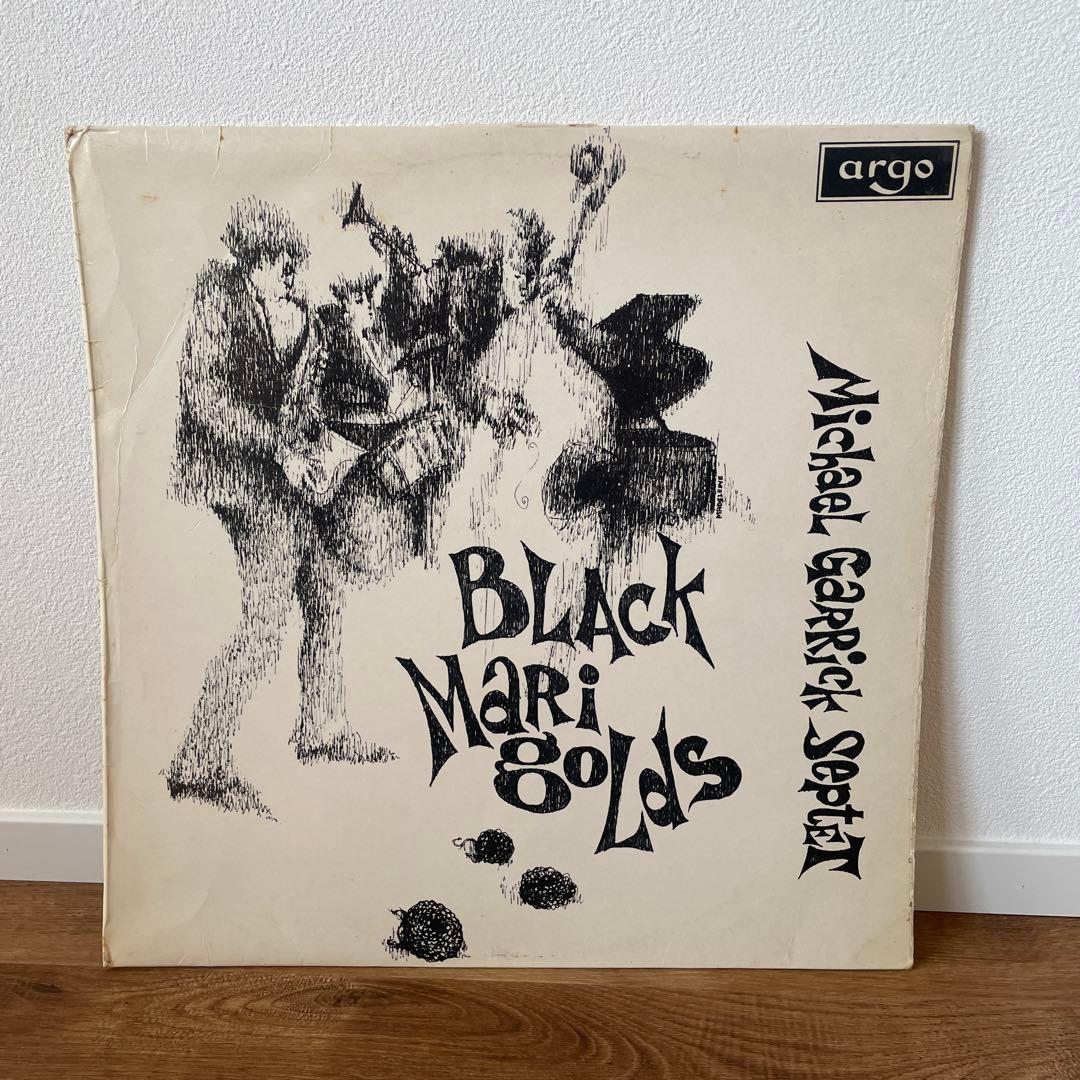 argo
BLACK
MARi
goLds
Michael Garrick Septet